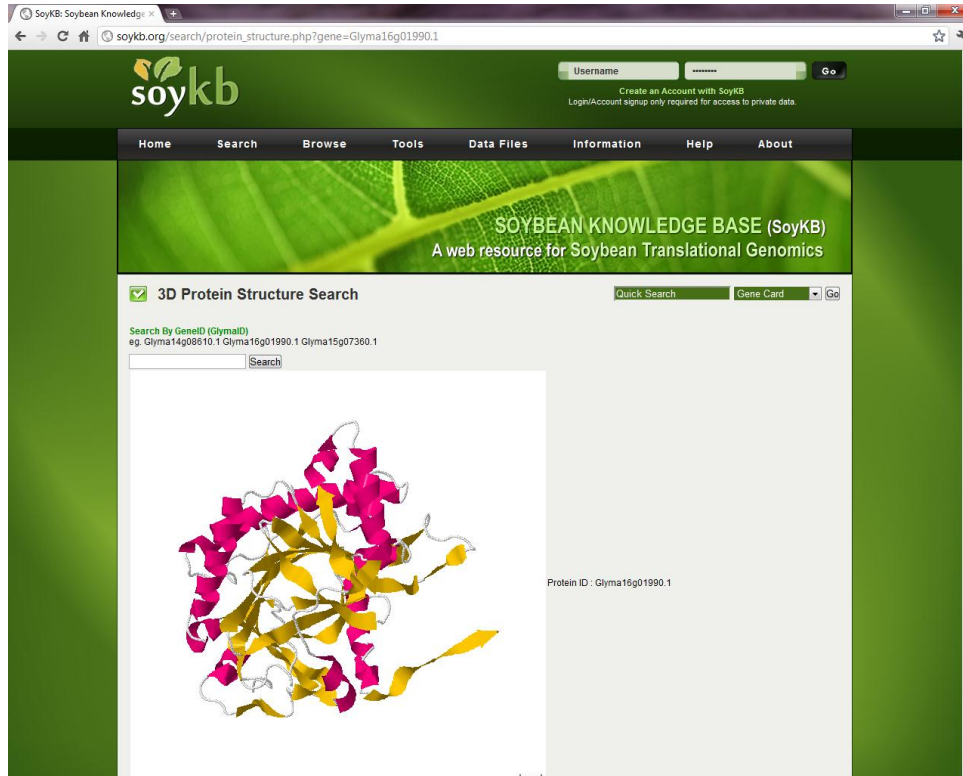 SoyKB: Soybean Knowledge
soykb.org/search/protein_structure.php?gene=Glyma16g01990.1
soykb
Username
Go
Create an Account with SoyKB
Login/Account signup only required for access to private data.
Home Search Browse Tools Data Files Information Help About
SOYBEAN KNOWLEDGE BASE (SoyKB)
A web resource for Soybean Translational Genomics
3D Protein Structure Search
Quick Search Gene Card Go
Search By GeneID (GlymaID)
eg. Glyma14g08610.1 Glyma16g01990.1 Glyma15g07360.1
Search
Protein ID : Glyma16g01990.1